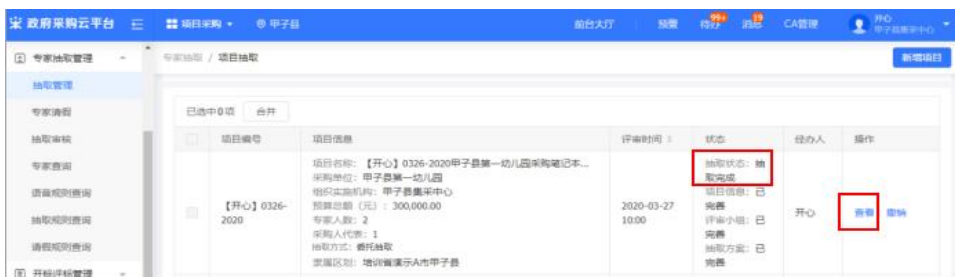 政府采购云平台 项目采购 甲子县 前台大厅 预警 待办 99+ 消息 19 CA管理 开心
甲子县集采中心
专家抽取管理 专家抽取 / 项目抽取 新增项目
抽取管理
专家请假 已选中0项 合并
抽取审核 项目编号 项目信息 评审时间 状态 经办人 操作
专家查询
语音规则查询
抽取规则查询
请假规则查询
开标评标管理
【开心】0326-
2020
项目名称：【开心】0326-2020甲子县第一幼儿园采购笔记本...
采购单位：甲子县第一幼儿园
组织实施机构：甲子县集采中心
预算总额（元）：300,000.00
专家人数：2
采购人代表：1
抽取方式：委托抽取
隶属区划：培训省演示A市甲子县
2020-03-27
10:00
抽取状态：抽
取完成
项目信息：已
完善
评审小组：已
完善
抽取方案：已
完善
开心
查看 撤销